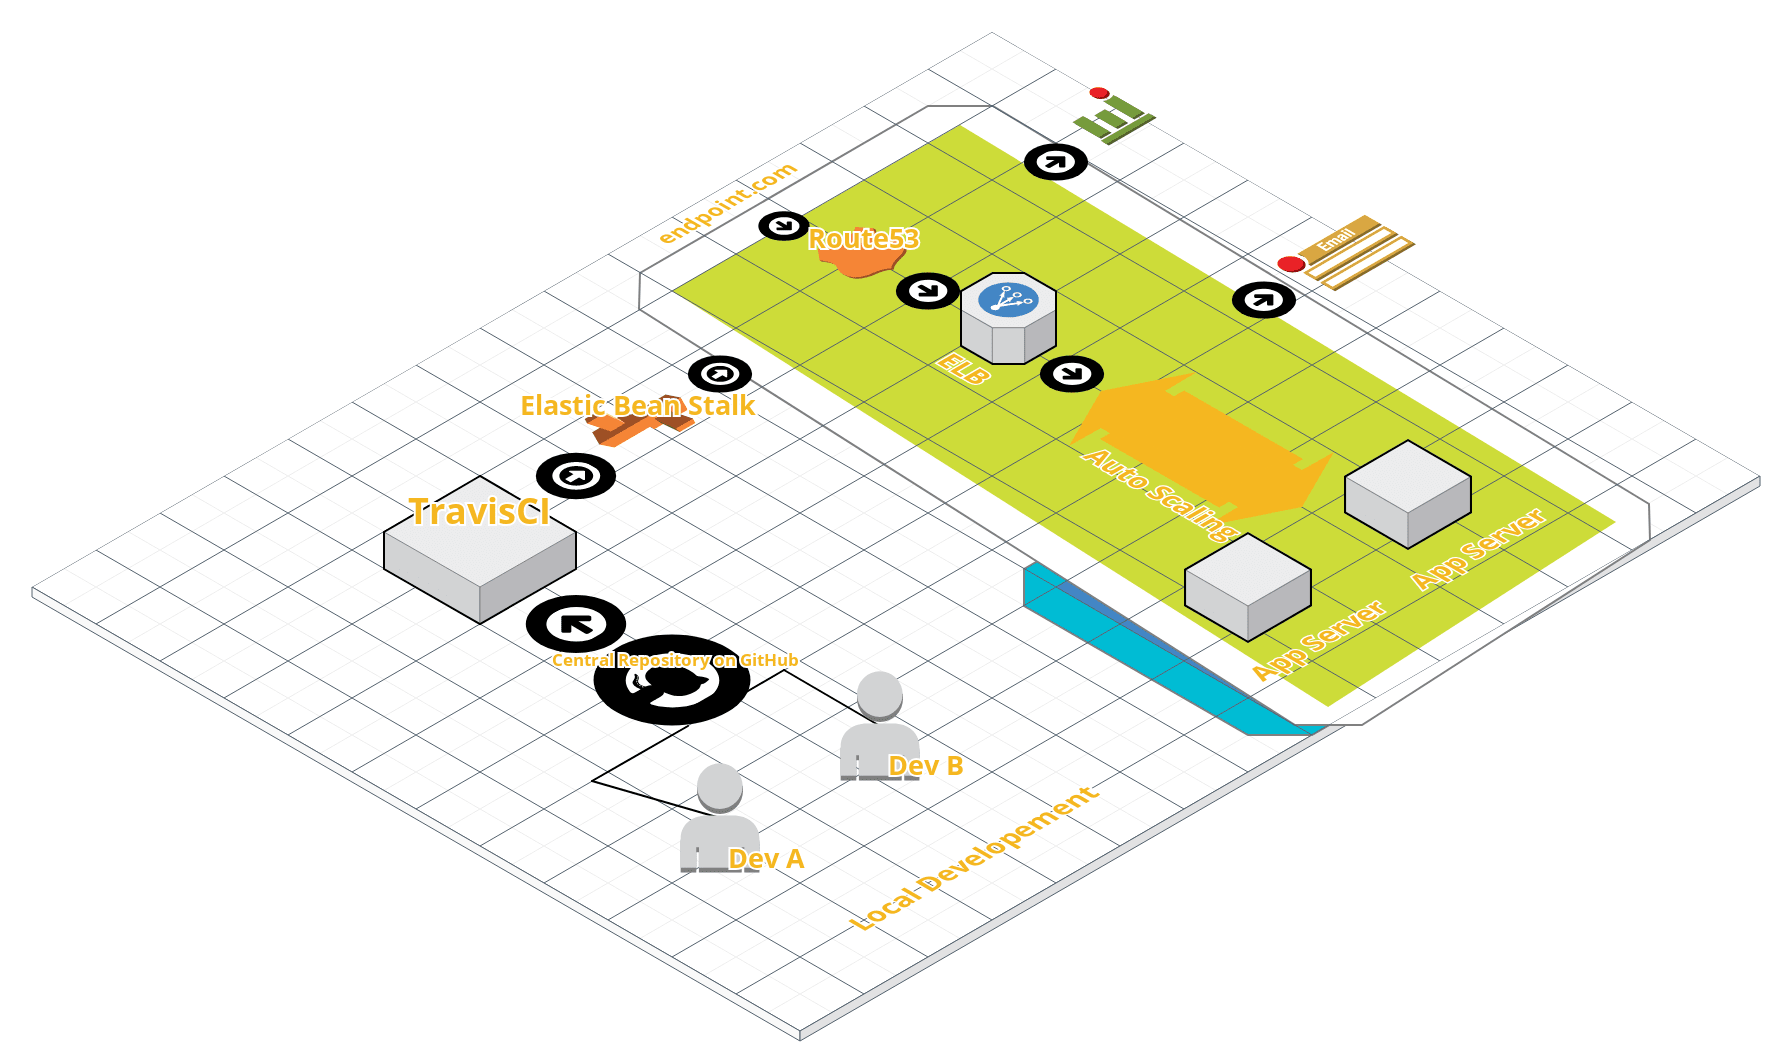 endpoint.com
Route53
Email
ELB
Elastic Bean Stalk
Auto Scaling
TravisCI
App Server
App Server
Central Repository on GitHub
Dev B
Dev A
Local Developement